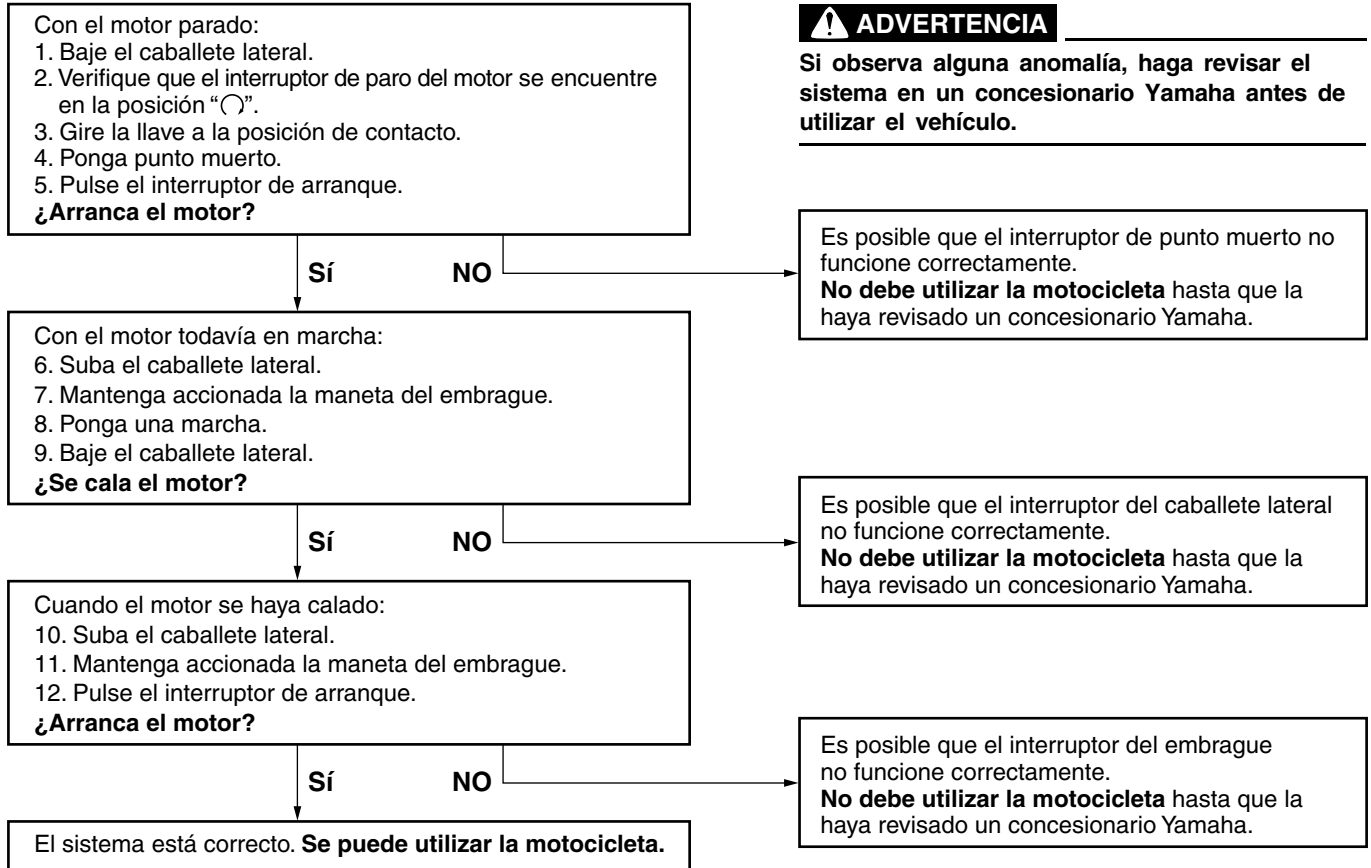 Con el motor parado:
1. Baje el caballete lateral.
2. Verifique que el interruptor de paro del motor se encuentre
en la posición “ ”.
3. Gire la llave a la posición de contacto.
4. Ponga punto muerto.
5. Pulse el interruptor de arranque.
¿Arranca el motor?
ADVERTENCIA
Si observa alguna anomalía, haga revisar el
sistema en un concesionario Yamaha antes de
utilizar el vehículo.
Sí NO
Es posible que el interruptor de punto muerto no
funcione correctamente.
No debe utilizar la motocicleta hasta que la
haya revisado un concesionario Yamaha.
Con el motor todavía en marcha:
6. Suba el caballete lateral.
7. Mantenga accionada la maneta del embrague.
8. Ponga una marcha.
9. Baje el caballete lateral.
¿Se cala el motor?
Sí NO
Es posible que el interruptor del caballete lateral
no funcione correctamente.
No debe utilizar la motocicleta hasta que la
haya revisado un concesionario Yamaha.
Cuando el motor se haya calado:
10. Suba el caballete lateral.
11. Mantenga accionada la maneta del embrague.
12. Pulse el interruptor de arranque.
¿Arranca el motor?
Sí NO
Es posible que el interruptor del embrague
no funcione correctamente.
No debe utilizar la motocicleta hasta que la
haya revisado un concesionario Yamaha.
El sistema está correcto. Se puede utilizar la motocicleta.